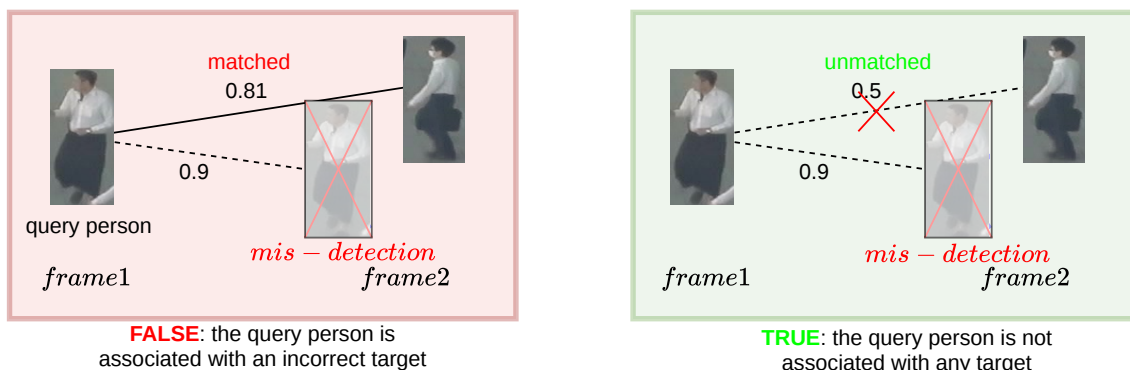 matched
0.81
0.9
query person
mis − detection
frame1
frame2
FALSE: the query person is
associated with an incorrect target
unmatched
0.5
0.9
mis − detection
frame1
frame2
TRUE: the query person is not
associated with any target